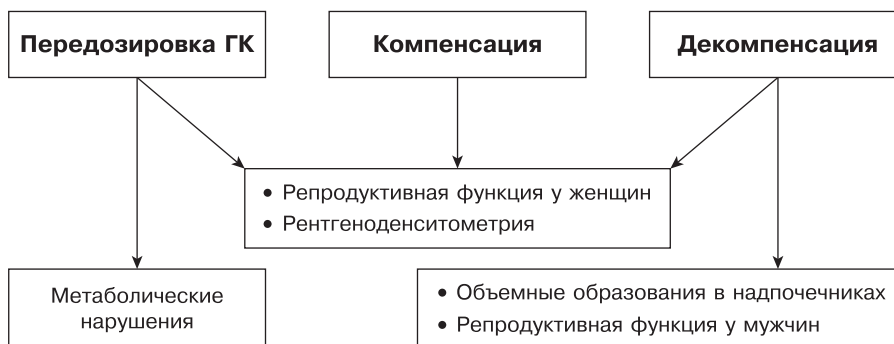 Передозировка ГК
Компенсация
Декомпенсация
• Репродуктивная функция у женщин
• Рентгеноденситометрия
Метаболические
нарушения
• Объемные образования в надпочечниках
• Репродуктивная функция у мужчин